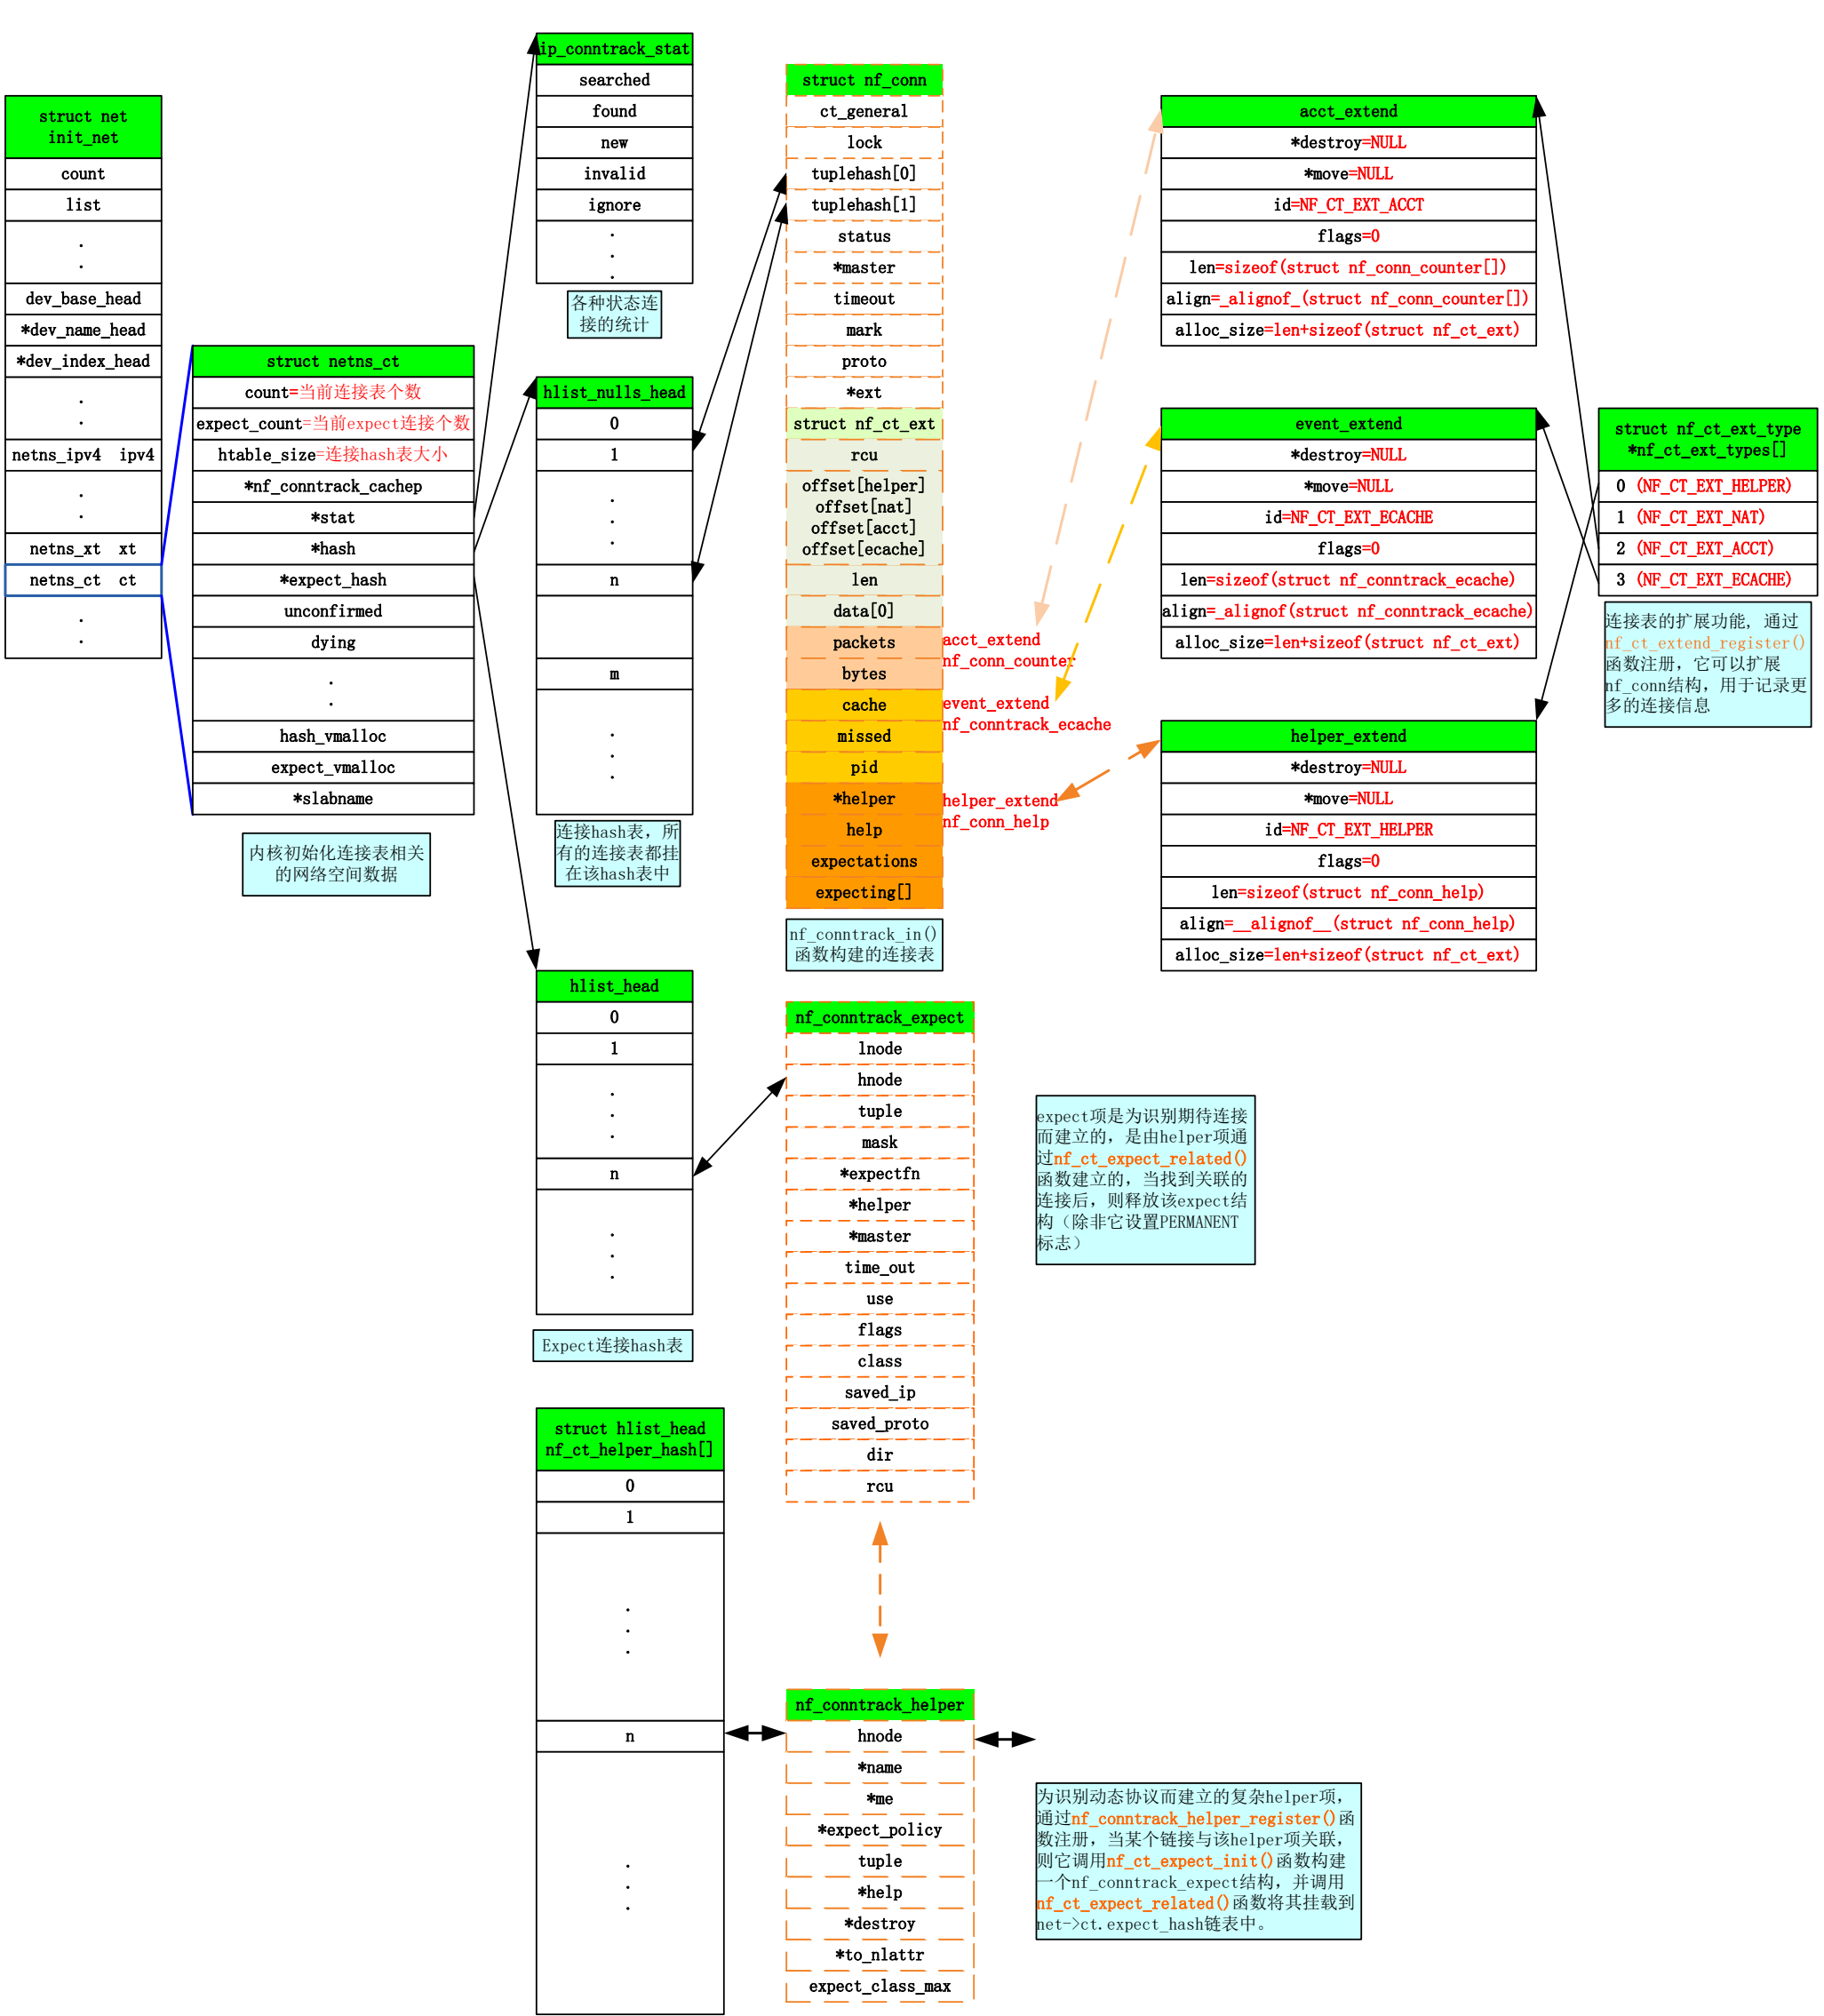 struct net
init_net
count
list
.
.
dev_base_head
*dev_name_head
*dev_index_head
.
.
netns_ipv4  ipv4
.
.
netns_xt  xt
netns_ct  ct
.
.
struct netns_ct
count=当前连接表个数
expect_count=当前expect连接个数
htable_size=连接hash表大小
*nf_conntrack_cachep
*stat
*hash
*expect_hash
unconfirmed
dying
.
.
hash_vmalloc
expect_vmalloc
*slabname
内核初始化连接表相关
的网络空间数据
ip_conntrack_stat
searched
found
new
invalid
ignore
.
.
.
各种状态连
接的统计
hlist_nulls_head
0
1
.
.
.
n
m
.
.
.
连接hash表，所
有的连接表都挂
在该hash表中
hlist_head
0
1
.
.
.
n
.
.
.
Expect连接hash表
struct hlist_head
nf_ct_helper_hash[]
0
1
.
.
.
n
.
.
.
struct nf_conn
ct_general
lock
tuplehash[0]
tuplehash[1]
status
*master
timeout
mark
proto
*ext
struct nf_ct_ext
rcu
offset[helper]
offset[nat]
offset[acct]
offset[ecache]
len
data[0]
packets
bytes
cache
missed
pid
*helper
help
expectations
expecting[]
acct_extend
nf_conn_counter
event_extend
nf_conntrack_ecache
helper_extend
nf_conn_help
nf_conntrack_in()
函数构建的连接表
nf_conntrack_expect
lnode
hnode
tuple
mask
*expectfn
*helper
*master
time_out
use
flags
class
saved_ip
saved_proto
dir
rcu
nf_conntrack_helper
hnode
*name
*me
*expect_policy
tuple
*help
*destroy
*to_nlattr
expect_class_max
acct_extend
*destroy=NULL
*move=NULL
id=NF_CT_EXT_ACCT
flags=0
len=sizeof(struct nf_conn_counter[])
align=_alignof_(struct nf_conn_counter[])
alloc_size=len+sizeof(struct nf_ct_ext)
event_extend
*destroy=NULL
*move=NULL
id=NF_CT_EXT_ECACHE
flags=0
len=sizeof(struct nf_conntrack_ecache)
align=_alignof(struct nf_conntrack_ecache)
alloc_size=len+sizeof(struct nf_ct_ext)
helper_extend
*destroy=NULL
*move=NULL
id=NF_CT_EXT_HELPER
flags=0
len=sizeof(struct nf_conn_help)
align=__alignof__(struct nf_conn_help)
alloc_size=len+sizeof(struct nf_ct_ext)
struct nf_ct_ext_type
*nf_ct_ext_types[]
0 (NF_CT_EXT_HELPER)
1 (NF_CT_EXT_NAT)
2 (NF_CT_EXT_ACCT)
3 (NF_CT_EXT_ECACHE)
连接表的扩展功能，通过
nf_ct_extend_register()
函数注册，它可以扩展
nf_conn结构，用于记录更
多的连接信息
expect项是为识别期待连接
而建立的，是由helper项通
过nf_ct_expect_related()
函数建立的，当找到关联的
连接后，则释放该expect结
构（除非它设置PERMANENT
标志）
为识别动态协议而建立的复杂helper项，
通过nf_conntrack_helper_register()函
数注册，当某个链接与该helper项关联，
则它调用nf_ct_expect_init()函数构建
一个nf_conntrack_expect结构，并调用
nf_ct_expect_related()函数将其挂载到
net->ct.expect_hash链表中。